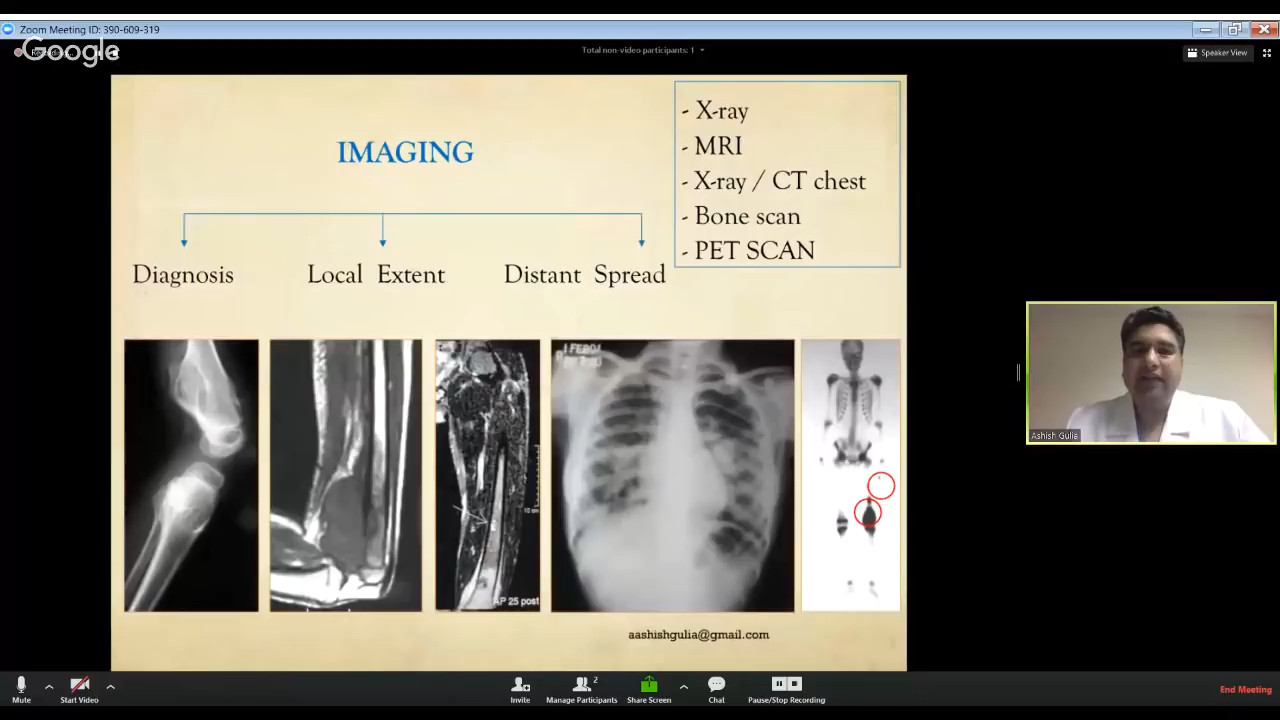 Zoom Meeting ID: 390-609-319
Google
Total non-video participants: 1
Speaker View
IMAGING
- X-ray
- MRI
- X-ray / CT chest
- Bone scan
- PET SCAN
Diagnosis
Local Extent
Distant Spread
10 cm
AP 25 post
aashishgulia@gmail.com
Ashish Gulia
Mute
Start Video
Invite
2
Manage Participants
Share Screen
Chat
Pause/Stop Recording
End Meeting